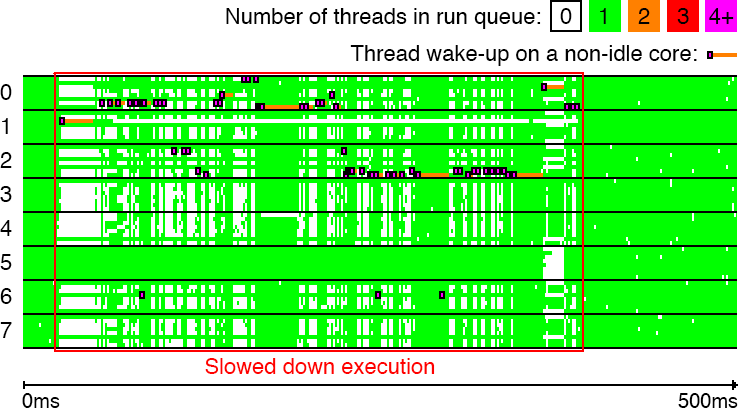 Number of threads in run queue: 0 1 2 3 4+
Thread wake-up on a non-idle core:
0
1
2
3
4
5
6
7
Slowed down execution
0ms 500ms